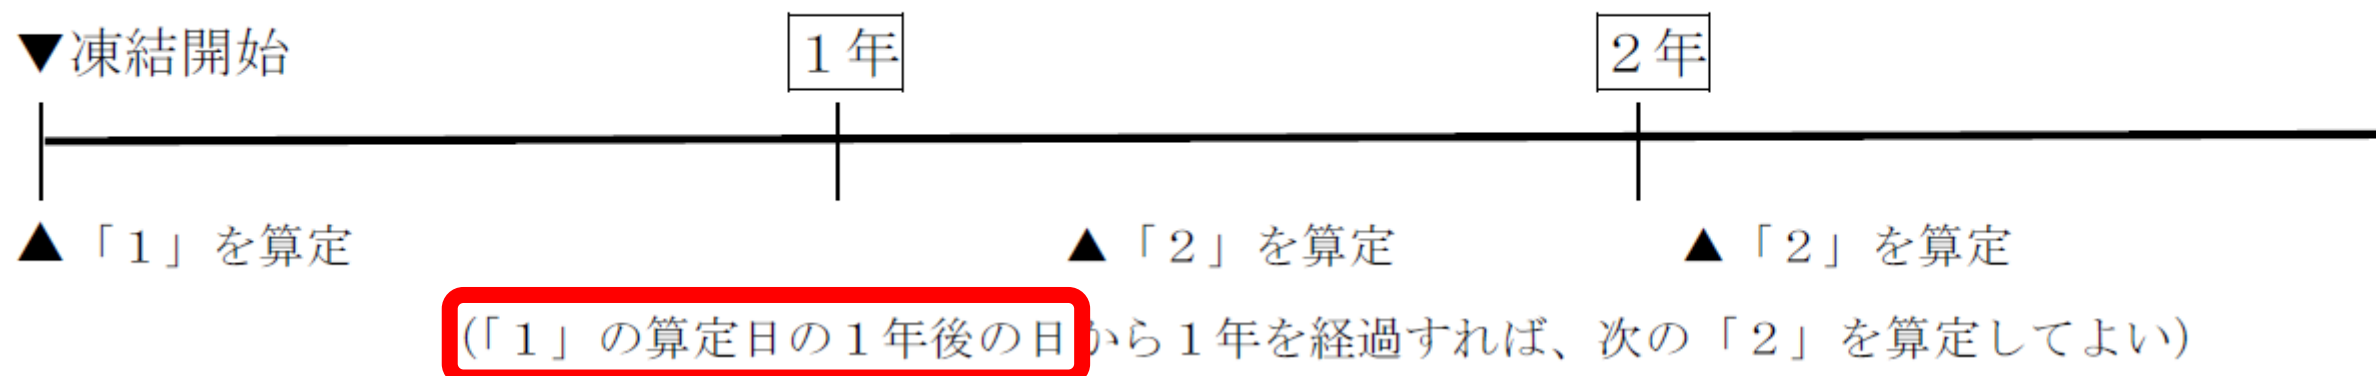 ▼凍結開始 1年 2年
▲「1」を算定 ▲「2」を算定 ▲「2」を算定
(「1」の算定日の1年後の日から1年を経過すれば、次の「2」を算定してよい)